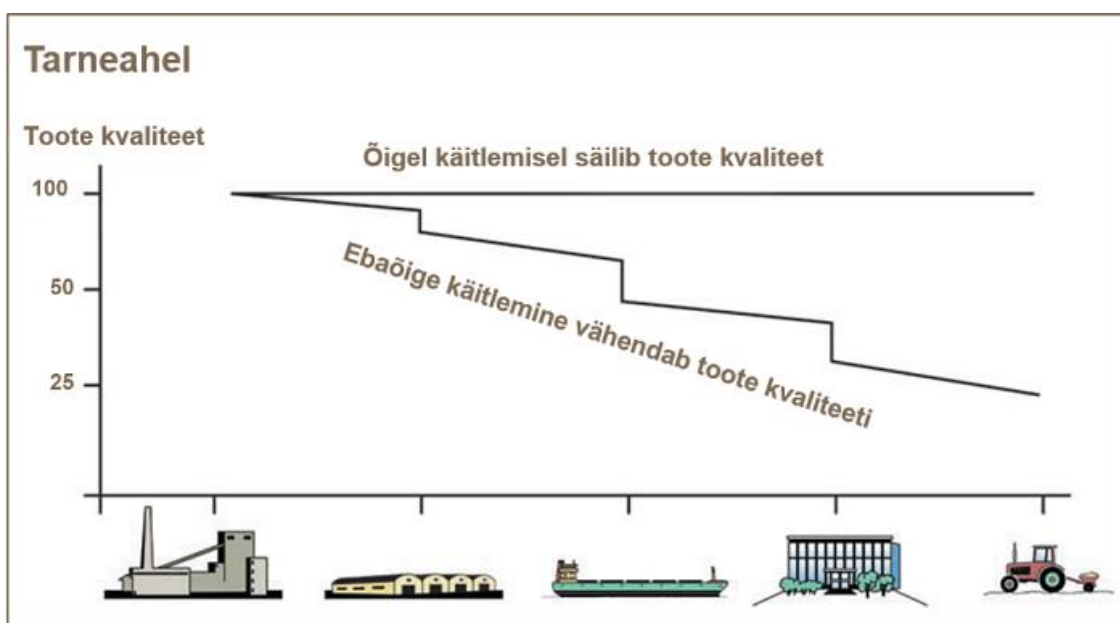 Tarneahel
Toote kvaliteet
Õigel käitlemisel säilib toote kvaliteet
100
Ebaõige käitlemine vähendab toote kvaliteeti
50
25